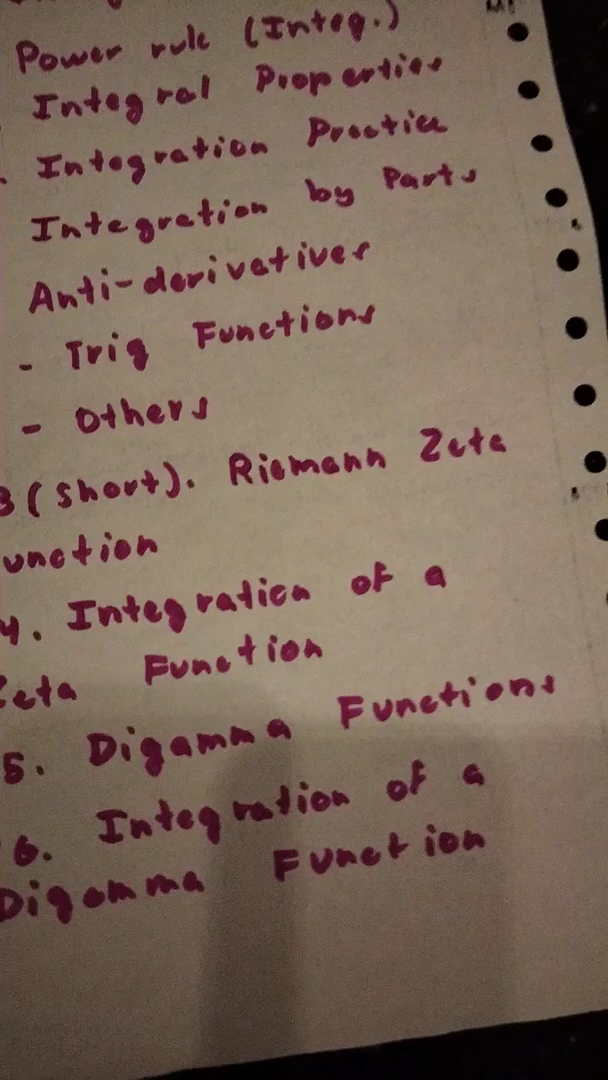 Power rule (Integ.)
Integral Properties
Integration Practice
Integration by Parts
Anti-derivatives
- Trig Functions
- Others
3 (short). Riemann Zeta
unction
4. Integration of a
Zeta Function
5. Digamma Functions
6. Integration of a
Digamma Function